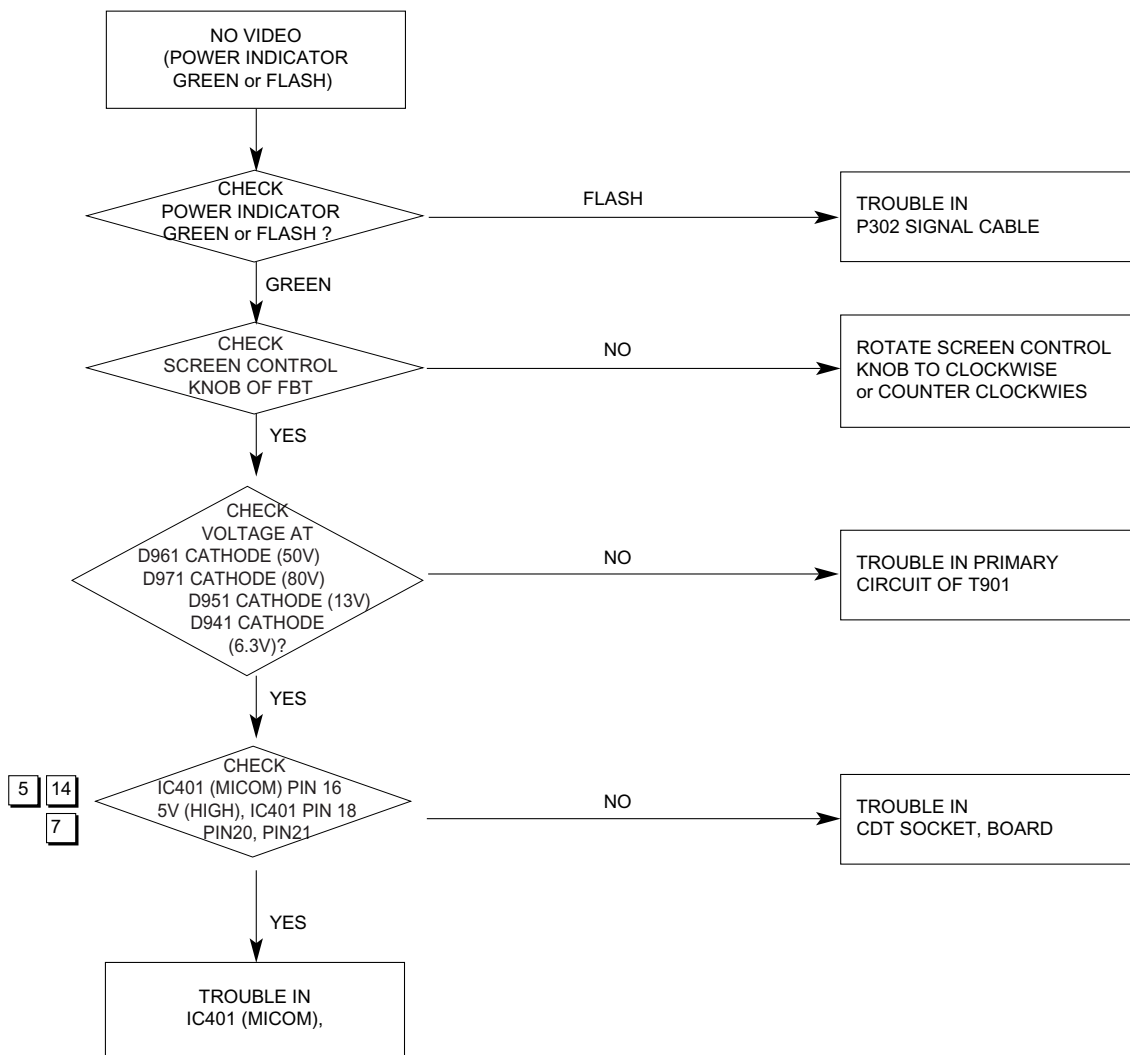 NO VIDEO
(POWER INDICATOR
GREEN or FLASH)
CHECK
POWER INDICATOR
GREEN or FLASH ?
FLASH
TROUBLE IN
P302 SIGNAL CABLE
GREEN
CHECK
SCREEN CONTROL
KNOB OF FBT
NO
ROTATE SCREEN CONTROL
KNOB TO CLOCKWISE
or COUNTER CLOCKWIES
YES
CHECK
VOLTAGE AT
D961 CATHODE (50V)
D971 CATHODE (80V)
D951 CATHODE (13V)
D941 CATHODE
(6.3V)?
NO
TROUBLE IN PRIMARY
CIRCUIT OF T901
YES
5 14
7
CHECK
IC401 (MICOM) PIN 16
5V (HIGH), IC401 PIN 18
PIN20, PIN21
NO
TROUBLE IN
CDT SOCKET, BOARD
YES
TROUBLE IN
IC401 (MICOM),